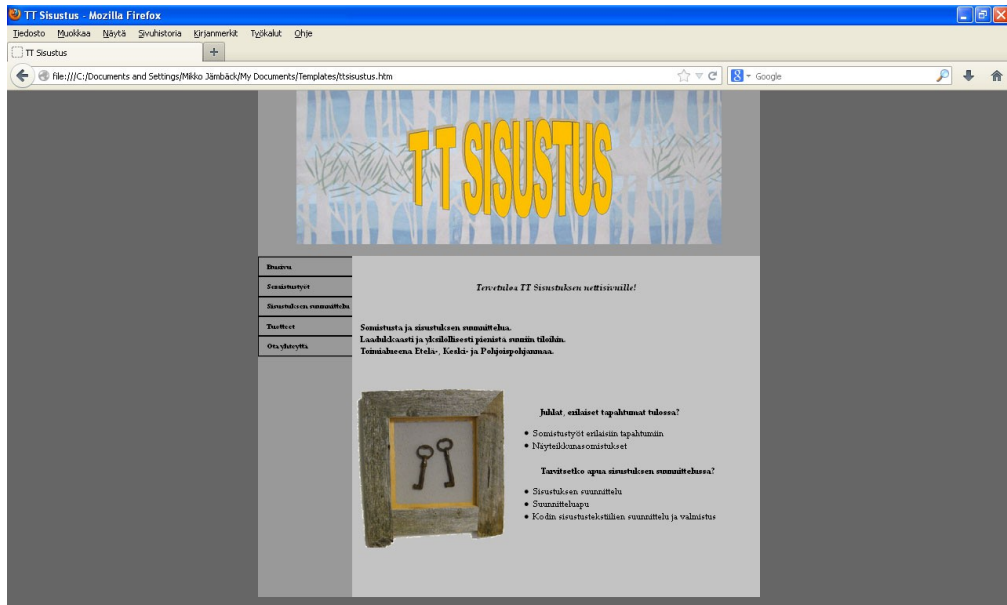 TT Sisustus - Mozilla Firefox
Tiedosto Muokkaa Näytä Sivuhistoria Kirjanmerkit Työkalut Ohje
TT Sisustus
file:///C:/Documents and Settings/Mikko Jämbäck/My Documents/Templates/ttsisustus.htm
Google
TT SISUSTUS
Etusivu
Somistustyöt
Sisustuksen suunnittelu
Tuotteet
Ota yhteyttä
Tervetuloa TT Sisustuksen nettisivuille!
Somistusta ja sisustuksen suunnittelua.
Laadukkaasti ja yksilöllisesti pienistä suuriin tiloihin.
Toimialueena Etelä-, Keski- ja Pohjoispohjanmaa.
Juhlat, erilaiset tapahtumat tulossa?
Somistustyöt erilaisiin tapahtumiin
Näyteikkunasomistukset
Tarvitsetko apua sisustuksen suunnittelussa?
Sisustuksen suunnittelu
Suunnitteluapu
Kodin sisustustekstiilien suunnittelu ja valmistus